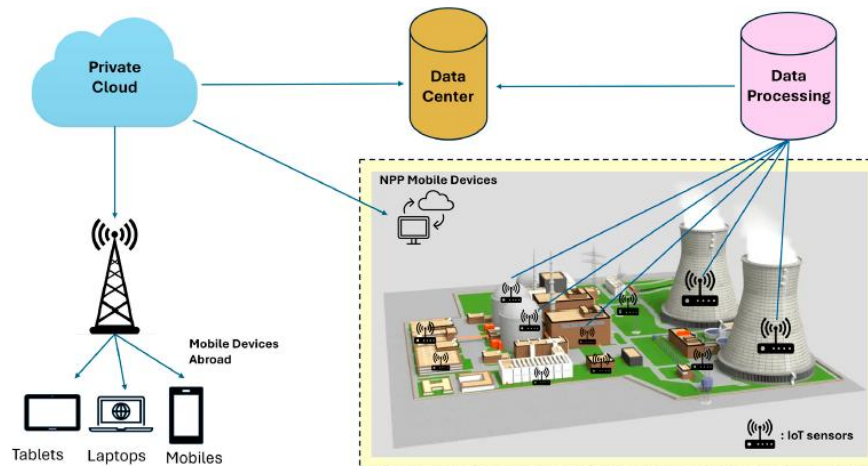 Private
Cloud
Data
Center
Data
Processing
NPP Mobile Devices
Mobile Devices
Abroad
Tablets
Laptops
Mobiles
: IoT sensors